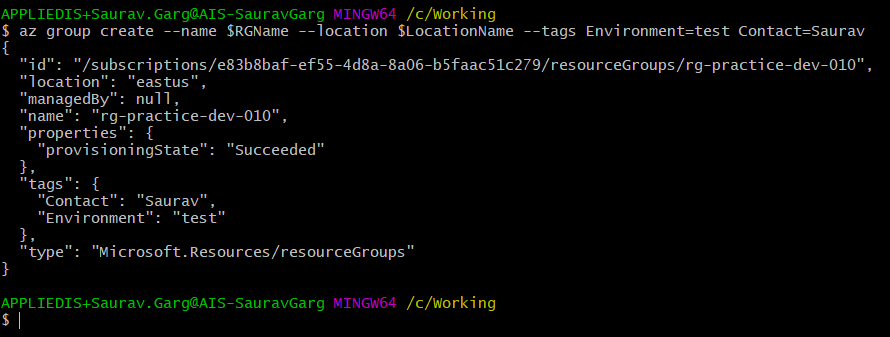 APPLIEDIS+Saurav.Garg@AIS-SauravGarg MINGW64 /c/Working
$ az group create --name $RGName --location $LocationName --tags Environment=test Contact=Saurav
{
  "id": "/subscriptions/e83b8baf-ef55-4d8a-8a06-b5faac51c279/resourceGroups/rg-practice-dev-010",
  "location": "eastus",
  "managedBy": null,
  "name": "rg-practice-dev-010",
  "properties": {
    "provisioningState": "Succeeded"
  },
  "tags": {
    "Contact": "Saurav",
    "Environment": "test"
  },
  "type": "Microsoft.Resources/resourceGroups"
}
APPLIEDIS+Saurav.Garg@AIS-SauravGarg MINGW64 /c/Working
$